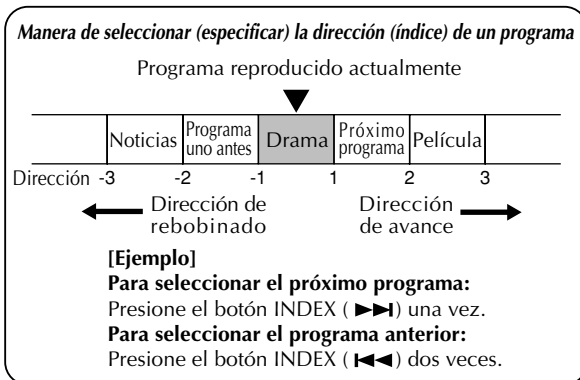 Manera de seleccionar (especificar) la dirección (índice) de un programa
Programa reproducido actualmente
Noticias Programa uno antes Drama Próximo programa Película
Dirección -3 -2 -1 1 2 3
Dirección de rebobinado
Dirección de avance
[Ejemplo]
Para seleccionar el próximo programa:
Presione el botón INDEX (▶▶|) una vez.
Para seleccionar el programa anterior:
Presione el botón INDEX (|◀◀) dos veces.